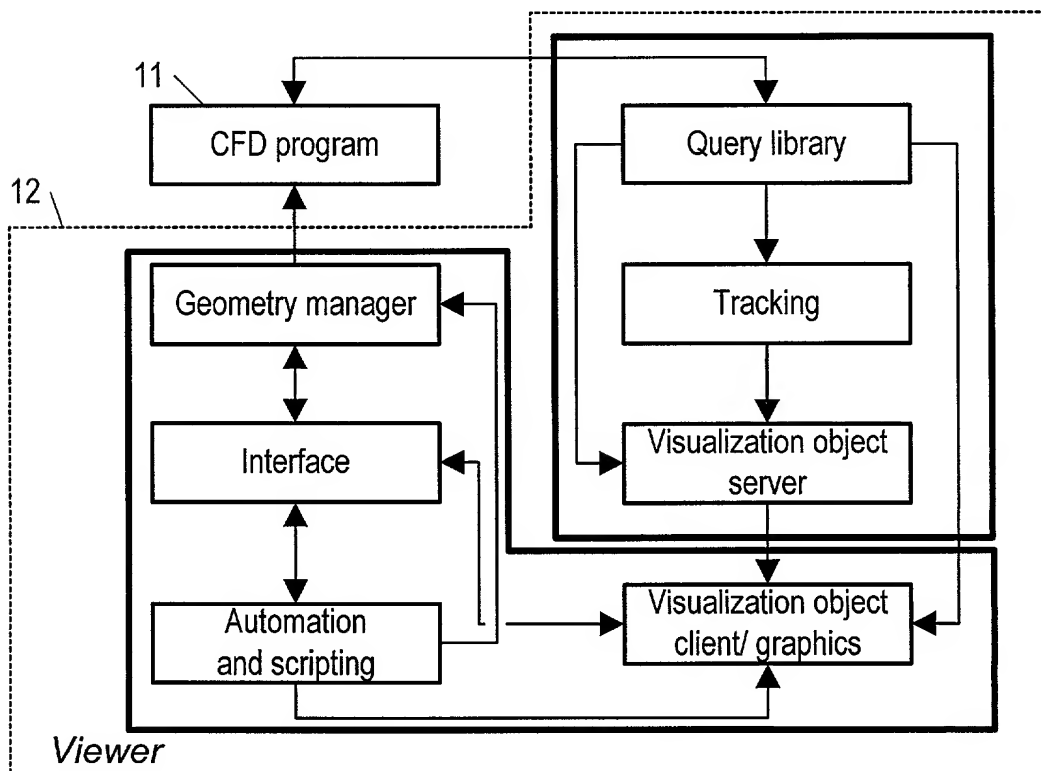 11
CFD program
Query library
12
Geometry manager
Tracking
Interface
Visualization object
server
Automation
and scripting
Visualization object
client/ graphics
Viewer